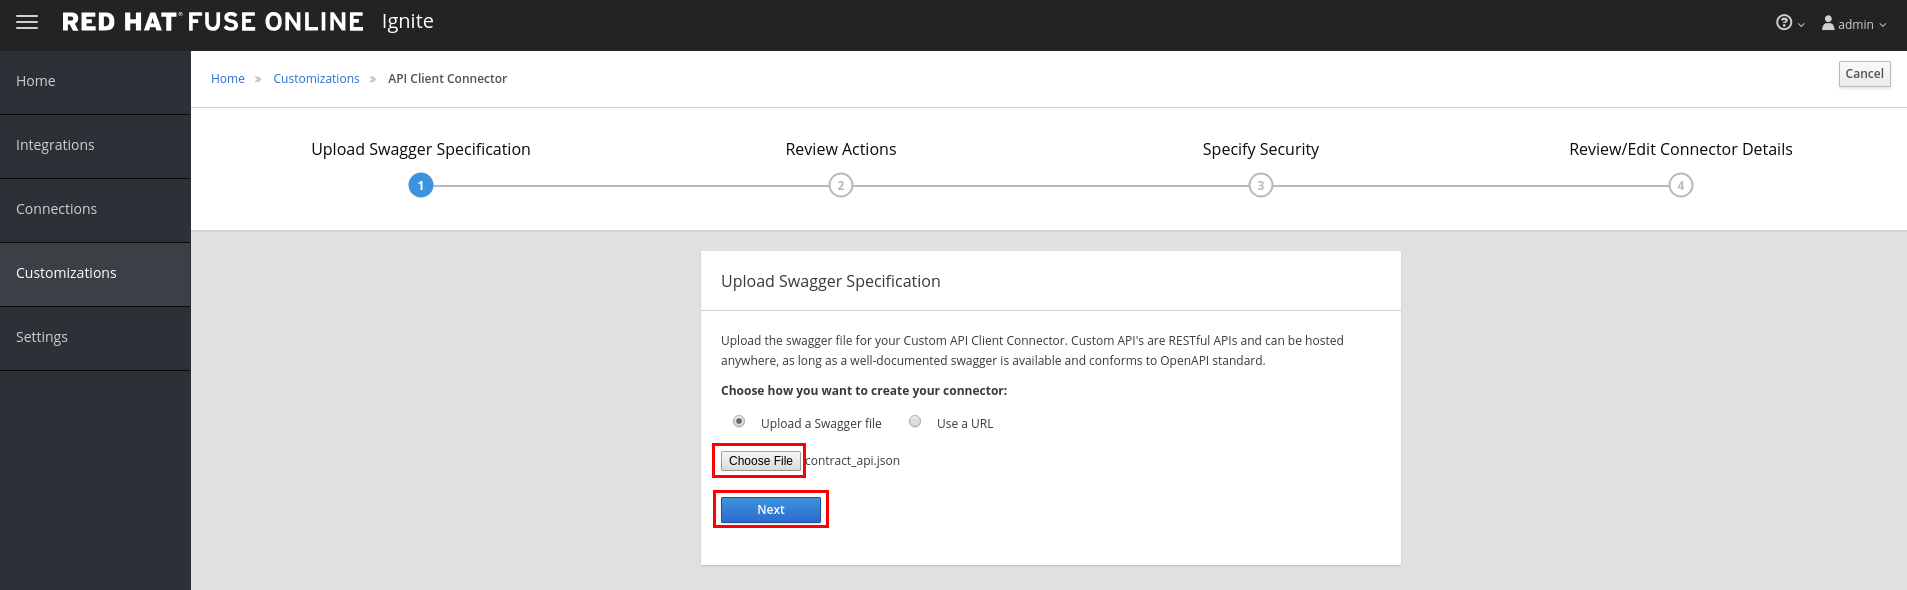 RED HAT® FUSE ONLINE Ignite
admin
Home
Integrations
Connections
Customizations
Settings
Home » Customizations » API Client Connector
Cancel
Upload Swagger Specification
Review Actions
Specify Security
Review/Edit Connector Details
1
2
3
4
Upload Swagger Specification
Upload the swagger file for your Custom API Client Connector. Custom API's are RESTful APIs and can be hosted
anywhere, as long as a well-documented swagger is available and conforms to OpenAPI standard.
Choose how you want to create your connector:
Upload a Swagger file
Use a URL
Choose File contract_api.json
Next